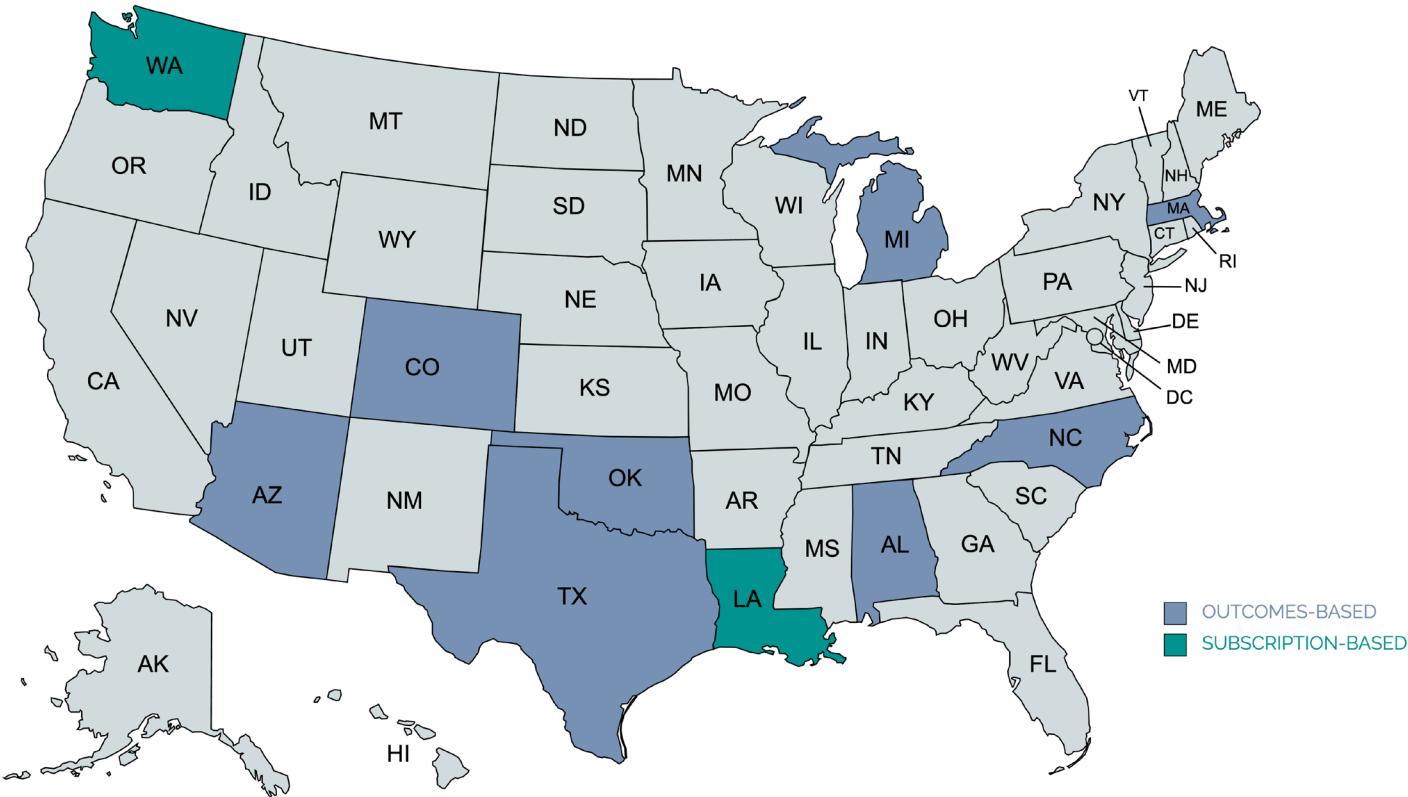 WA
MT
ND
MN
VT
ME
OR
ID
SD
WI
NH
NY
MA
WY
MI
CT
RI
IA
PA
NE
NJ
NV
OH
DE
UT
IL
IN
CO
WV
MD
CA
KS
MO
VA
DC
KY
NC
TN
AZ
OK
NM
AR
SC
MS
AL
GA
TX
LA
OUTCOMES-BASED
SUBSCRIPTION-BASED
AK
FL
HI